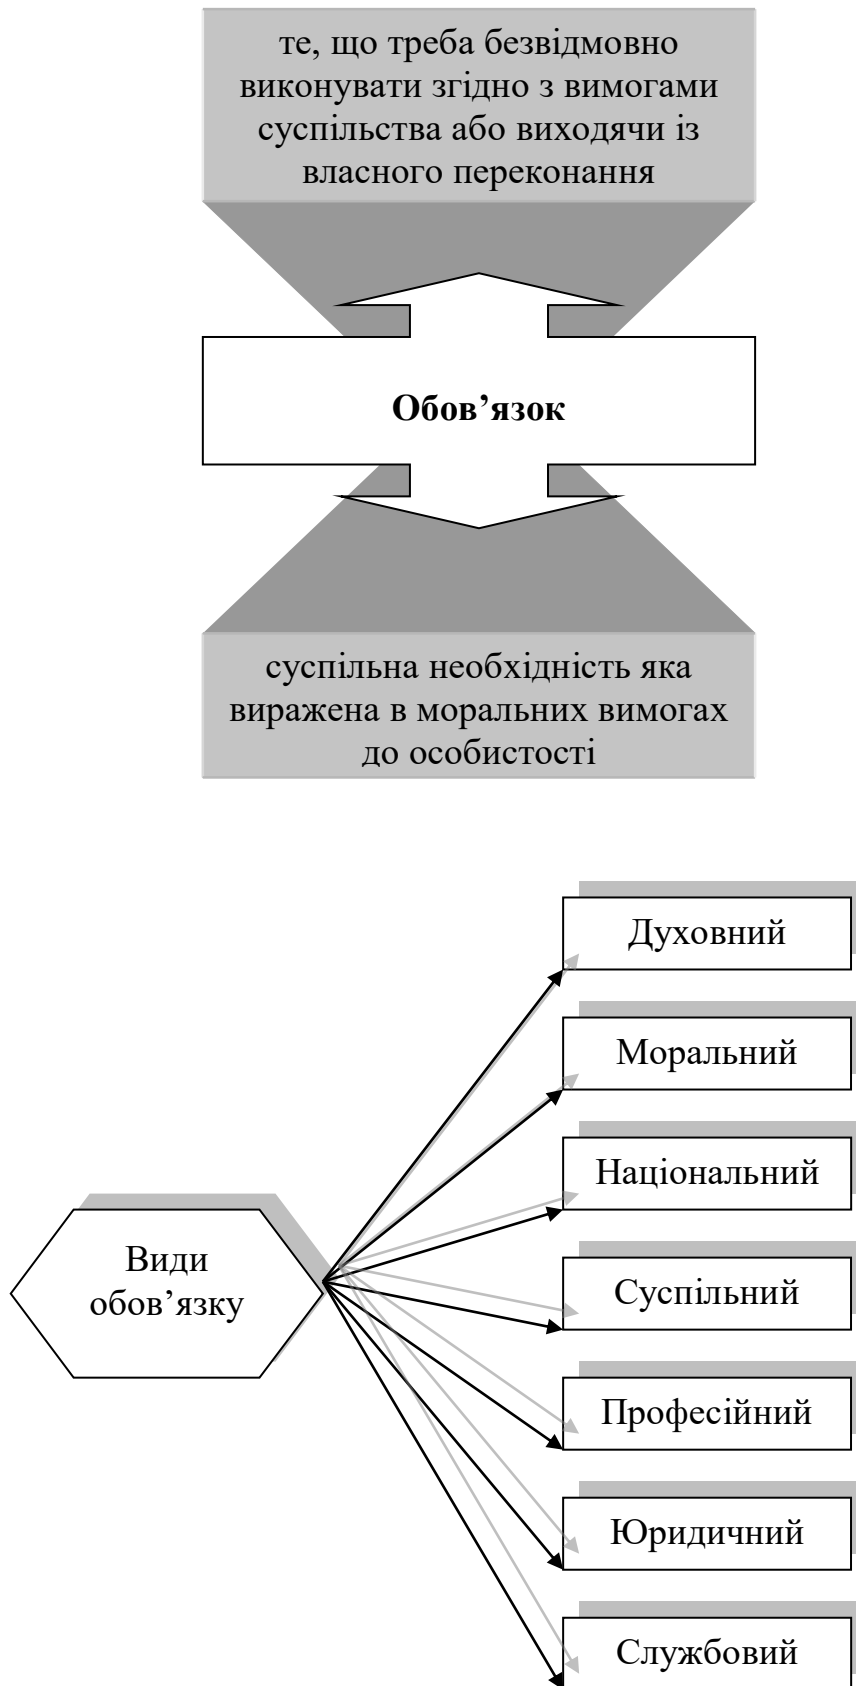 те, що треба безвідмовно
виконувати згідно з вимогами
суспільства або виходячи із
власного переконання
Обов’язок
суспільна необхідність яка
виражена в моральних вимогах
до особистості
Види
обов’язку
Духовний
Моральний
Національний
Суспільний
Професійний
Юридичний
Службовий